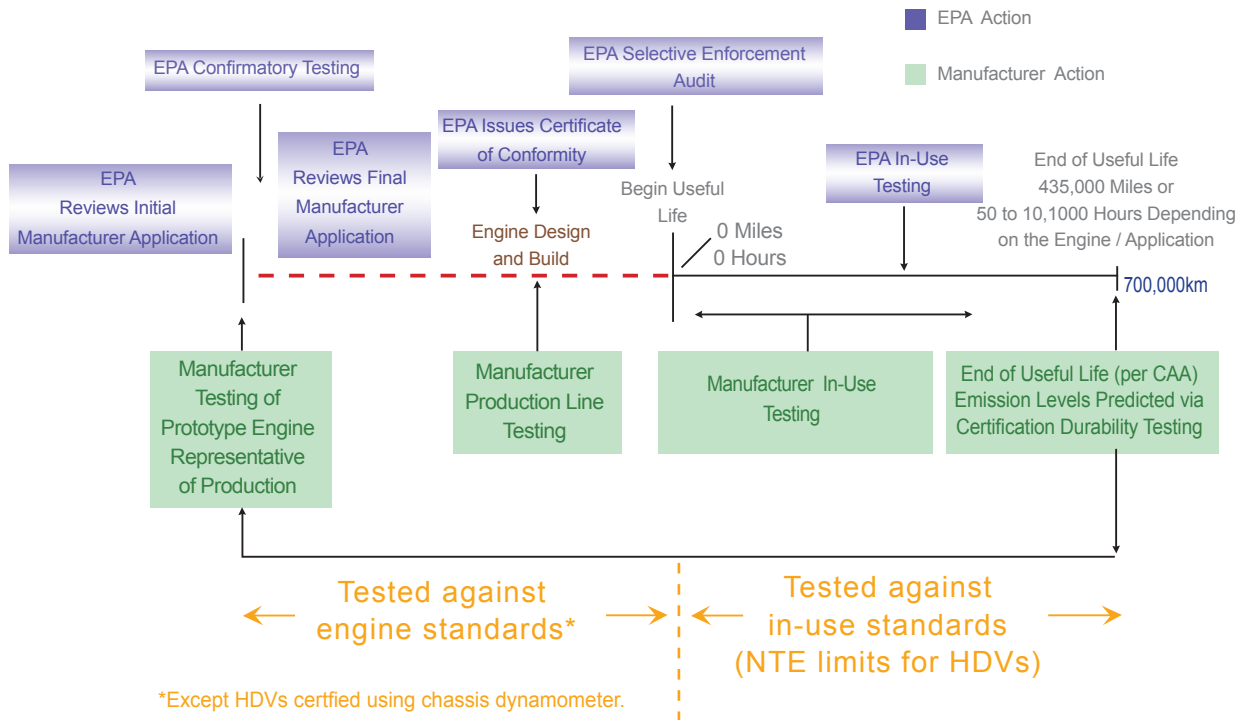 EPA Action
Manufacturer Action
EPA Confirmatory Testing
EPA Selective Enforcement
Audit
EPA Issues Certificate
of Conformity
EPA
Reviews Final
Manufacturer
Application
EPA
Reviews Initial
Manufacturer Application
EPA In-Use
Testing
End of Useful Life
435,000 Miles or
50 to 10,1000 Hours Depending
on the Engine / Application
Begin Useful
Life
0 Miles
0 Hours
Engine Design
and Build
700,000km
Manufacturer
Testing of
Prototype Engine
Representative
of Production
Manufacturer
Production Line
Testing
Manufacturer In-Use
Testing
End of Useful Life (per CAA)
Emission Levels Predicted via
Certification Durability Testing
Tested against
engine standards*
Tested against
in-use standards
(NTE limits for HDVs)
*Except HDVs certfied using chassis dynamometer.